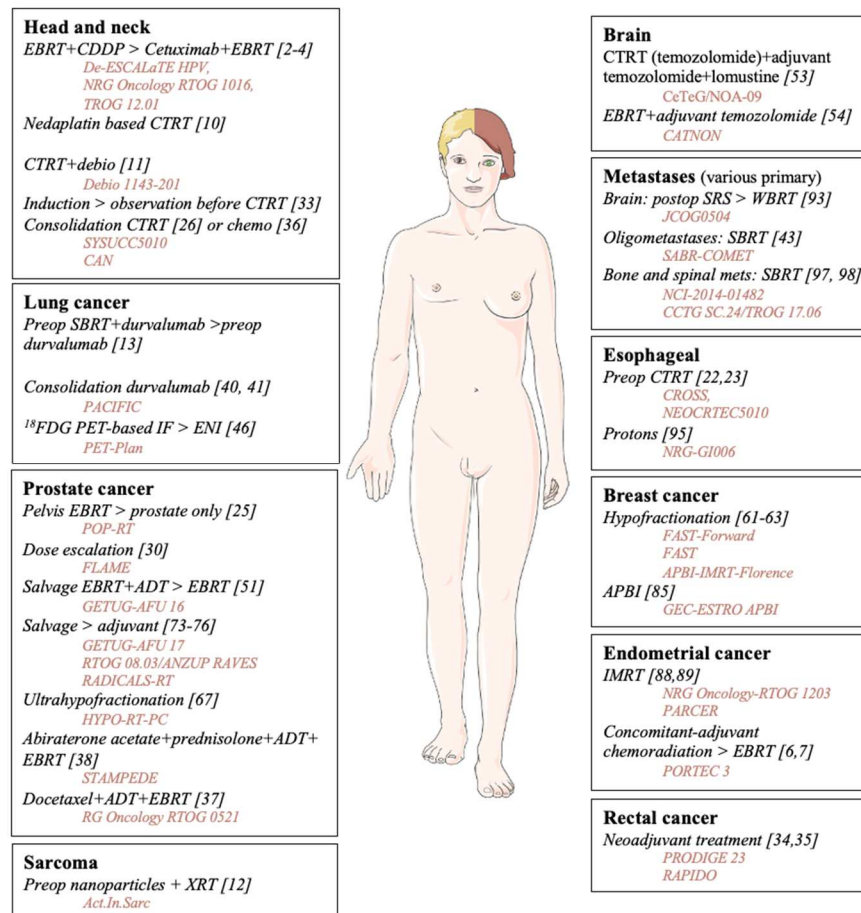 Head and neck
EBRT+CDDP > Cetuximab+EBRT [2-4]
De-ESCALaTE HPV,
NRG Oncology RTOG 1016,
TROG 12.01
Nedaplatin based CTRT [10]
CTRT+debio [11]
Debio 1143-201
Induction > observation before CTRT [33]
Consolidation CTRT [26] or chemo [36]
SYSUCC5010
CAN
Lung cancer
Preop SBRT+durvalumab >preop
durvalumab [13]
Consolidation durvalumab [40, 41]
PACIFIC
¹⁸FDG PET-based IF > ENI [46]
PET-Plan
Prostate cancer
Pelvis EBRT > prostate only [25]
POP-RT
Dose escalation [30]
FLAME
Salvage EBRT+ADT > EBRT [51]
GETUG-AFU 16
Salvage > adjuvant [73-76]
GETUG-AFU 17
RTOG 08.03/ANZUP RAVES
RADICALS-RT
Ultrahypofractionation [67]
HYPO-RT-PC
Abiraterone acetate+prednisolone+ADT+
EBRT [38]
STAMPEDE
Docetaxel+ADT+EBRT [37]
RG Oncology RTOG 0521
Sarcoma
Preop nanoparticles + XRT [12]
Act.In.Sarc
Brain
CTRT (temozolomide)+adjuvant
temozolomide+lomustine [53]
CeTeG/NOA-09
EBRT+adjuvant temozolomide [54]
CATNON
Metastases (various primary)
Brain: postop SRS > WBRT [93]
JCOG0504
Oligometastases: SBRT [43]
SABR-COMET
Bone and spinal mets: SBRT [97, 98]
NCI-2014-01482
CCTG SC.24/TROG 17.06
Esophageal
Preop CTRT [22,23]
CROSS,
NEOCRTEC5010
Protons [95]
NRG-GI006
Breast cancer
Hypofractionation [61-63]
FAST-Forward
FAST
APBI-IMRT-Florence
APBI [85]
GEC-ESTRO APBI
Endometrial cancer
IMRT [88,89]
NRG Oncology-RTOG 1203
PARCER
Concomitant-adjuvant
chemoradiation > EBRT [6,7]
PORTEC 3
Rectal cancer
Neoadjuvant treatment [34,35]
PRODIGE 23
RAPIDO